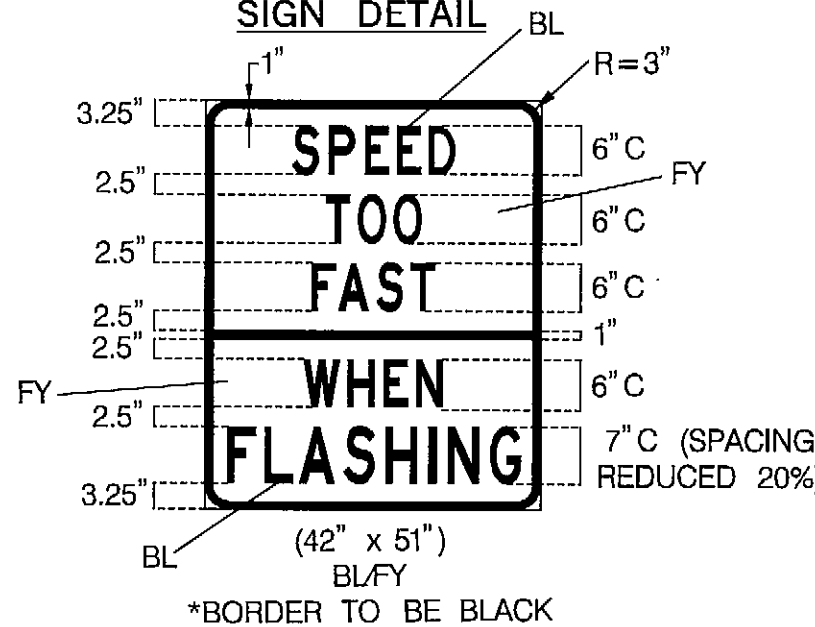 SIGN DETAIL
BL
1"
R=3"
3.25"
SPEED
6" C
2.5"
FY
TOO
6" C
2.5"
FAST
6" C
2.5"
1"
2.5"
WHEN
6" C
FY
2.5"
FLASHING
7" C (SPACING
REDUCED 20%)
3.25"
BL
(42" x 51")
BL/FY
*BORDER TO BE BLACK